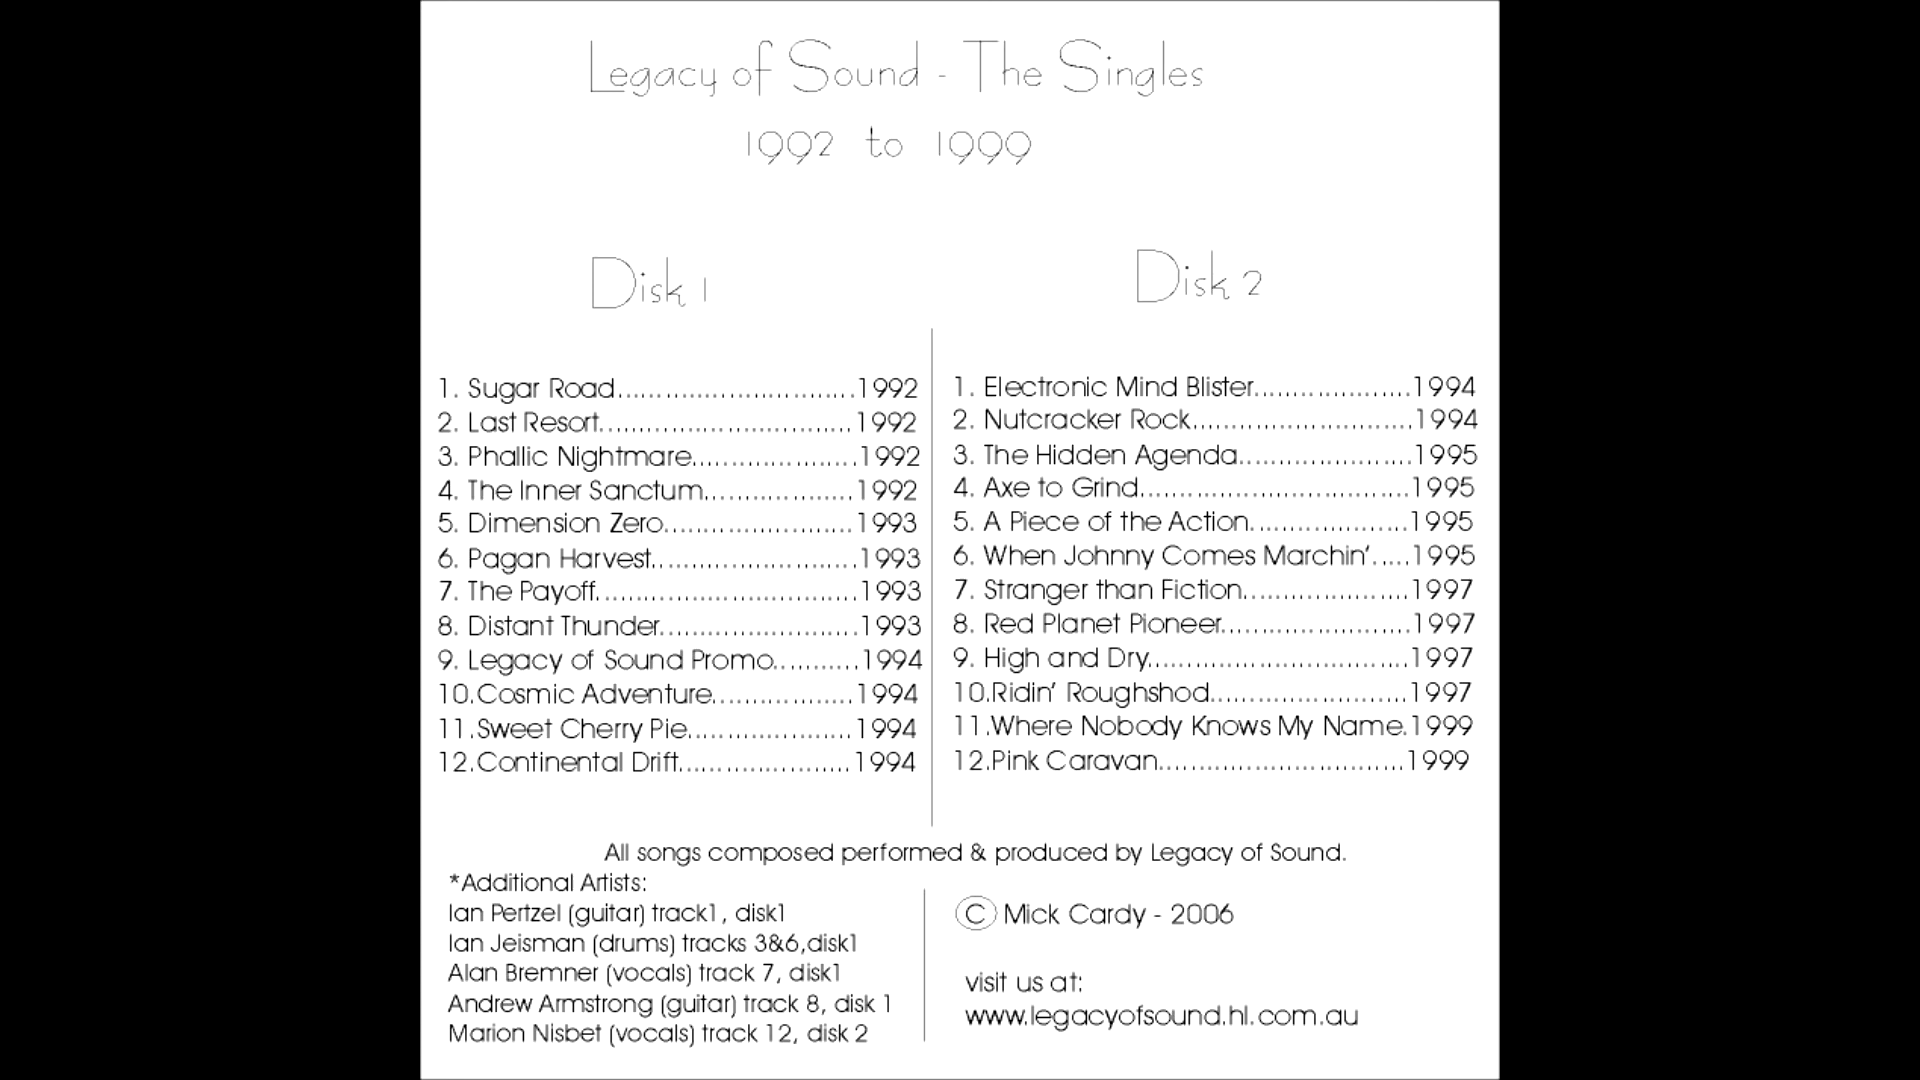 Legacy of Sound - The Singles
1992 to 1999
Disk 1
1. Sugar Road..............................1992
2. Last Resort................................1992
3. Phallic Nightmare.....................1992
4. The Inner Sanctum...................1992
5. Dimension Zero........................1993
6. Pagan Harvest..........................1993
7. The Payoff.................................1993
8. Distant Thunder.........................1993
9. Legacy of Sound Promo...........1994
10.Cosmic Adventure..................1994
11.Sweet Cherry Pie.....................1994
12.Continental Drift......................1994
Disk 2
1. Electronic Mind Blister....................1994
2. Nutcracker Rock............................1994
3. The Hidden Agenda......................1995
4. Axe to Grind..................................1995
5. A Piece of the Action....................1995
6. When Johnny Comes Marchin'.....1995
7. Stranger than Fiction.....................1997
8. Red Planet Pioneer........................1997
9. High and Dry.................................1997
10.Ridin' Roughshod.........................1997
11.Where Nobody Knows My Name.1999
12.Pink Caravan...............................1999
All songs composed performed & produced by Legacy of Sound.
*Additional Artists:
Ian Pertzel (guitar) track1, disk1
Ian Jeisman (drums) tracks 3&6,disk1
Alan Bremner (vocals) track 7, disk1
Andrew Armstrong (guitar) track 8, disk 1
Marion Nisbet (vocals) track 12, disk 2
© Mick Cardy - 2006
visit us at:
www.legacyofsound.hl.com.au